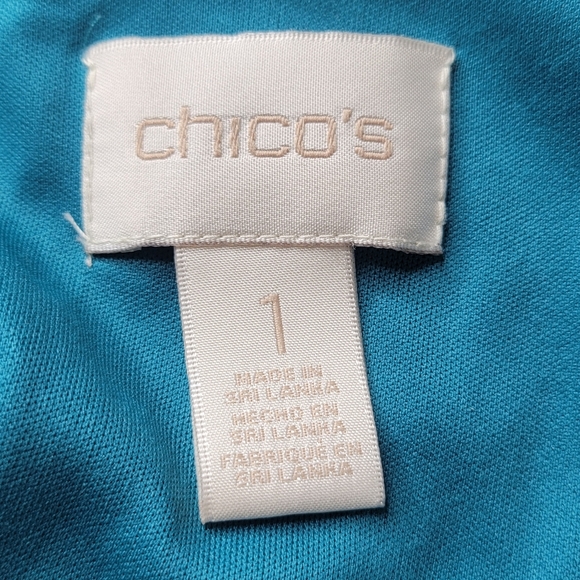 chico's
1
MADE IN
SRI LANKA
HECHO EN
SRI LANKA
FABRIQUE EN
SRI LANKA